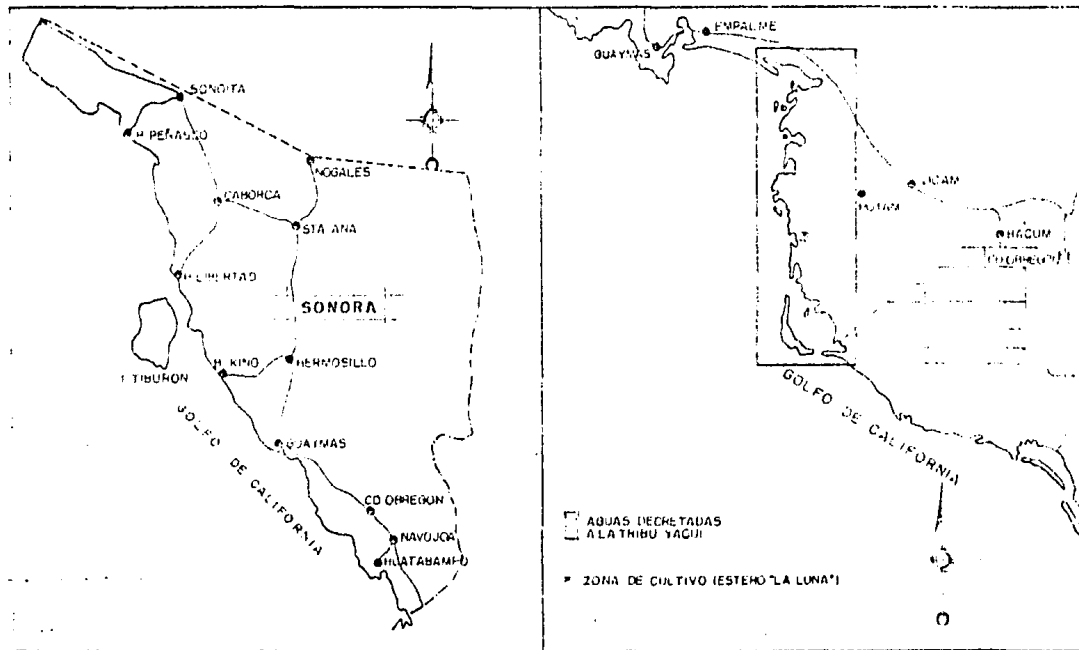 SONOITA
P. PEÑASCO
NOGALES
CABORCA
STA ANA
P. LIBERTAD
SONORA
HERMOSILLO
P. KINO
I TIBURON
GUAYMAS
GOLFO DE CALIFORNIA
CD OBREGON
NAVOJOA
HUATABAMPO
EMPALME
GUAYMAS
VICAM
POTAM
BACUM
CD OBREGON
GOLFO DE CALIFORNIA
AGUAS DECRETADAS
A LA TRIBU YAQUI
ZONA DE CULTIVO (ESTERO "LA LUNA")